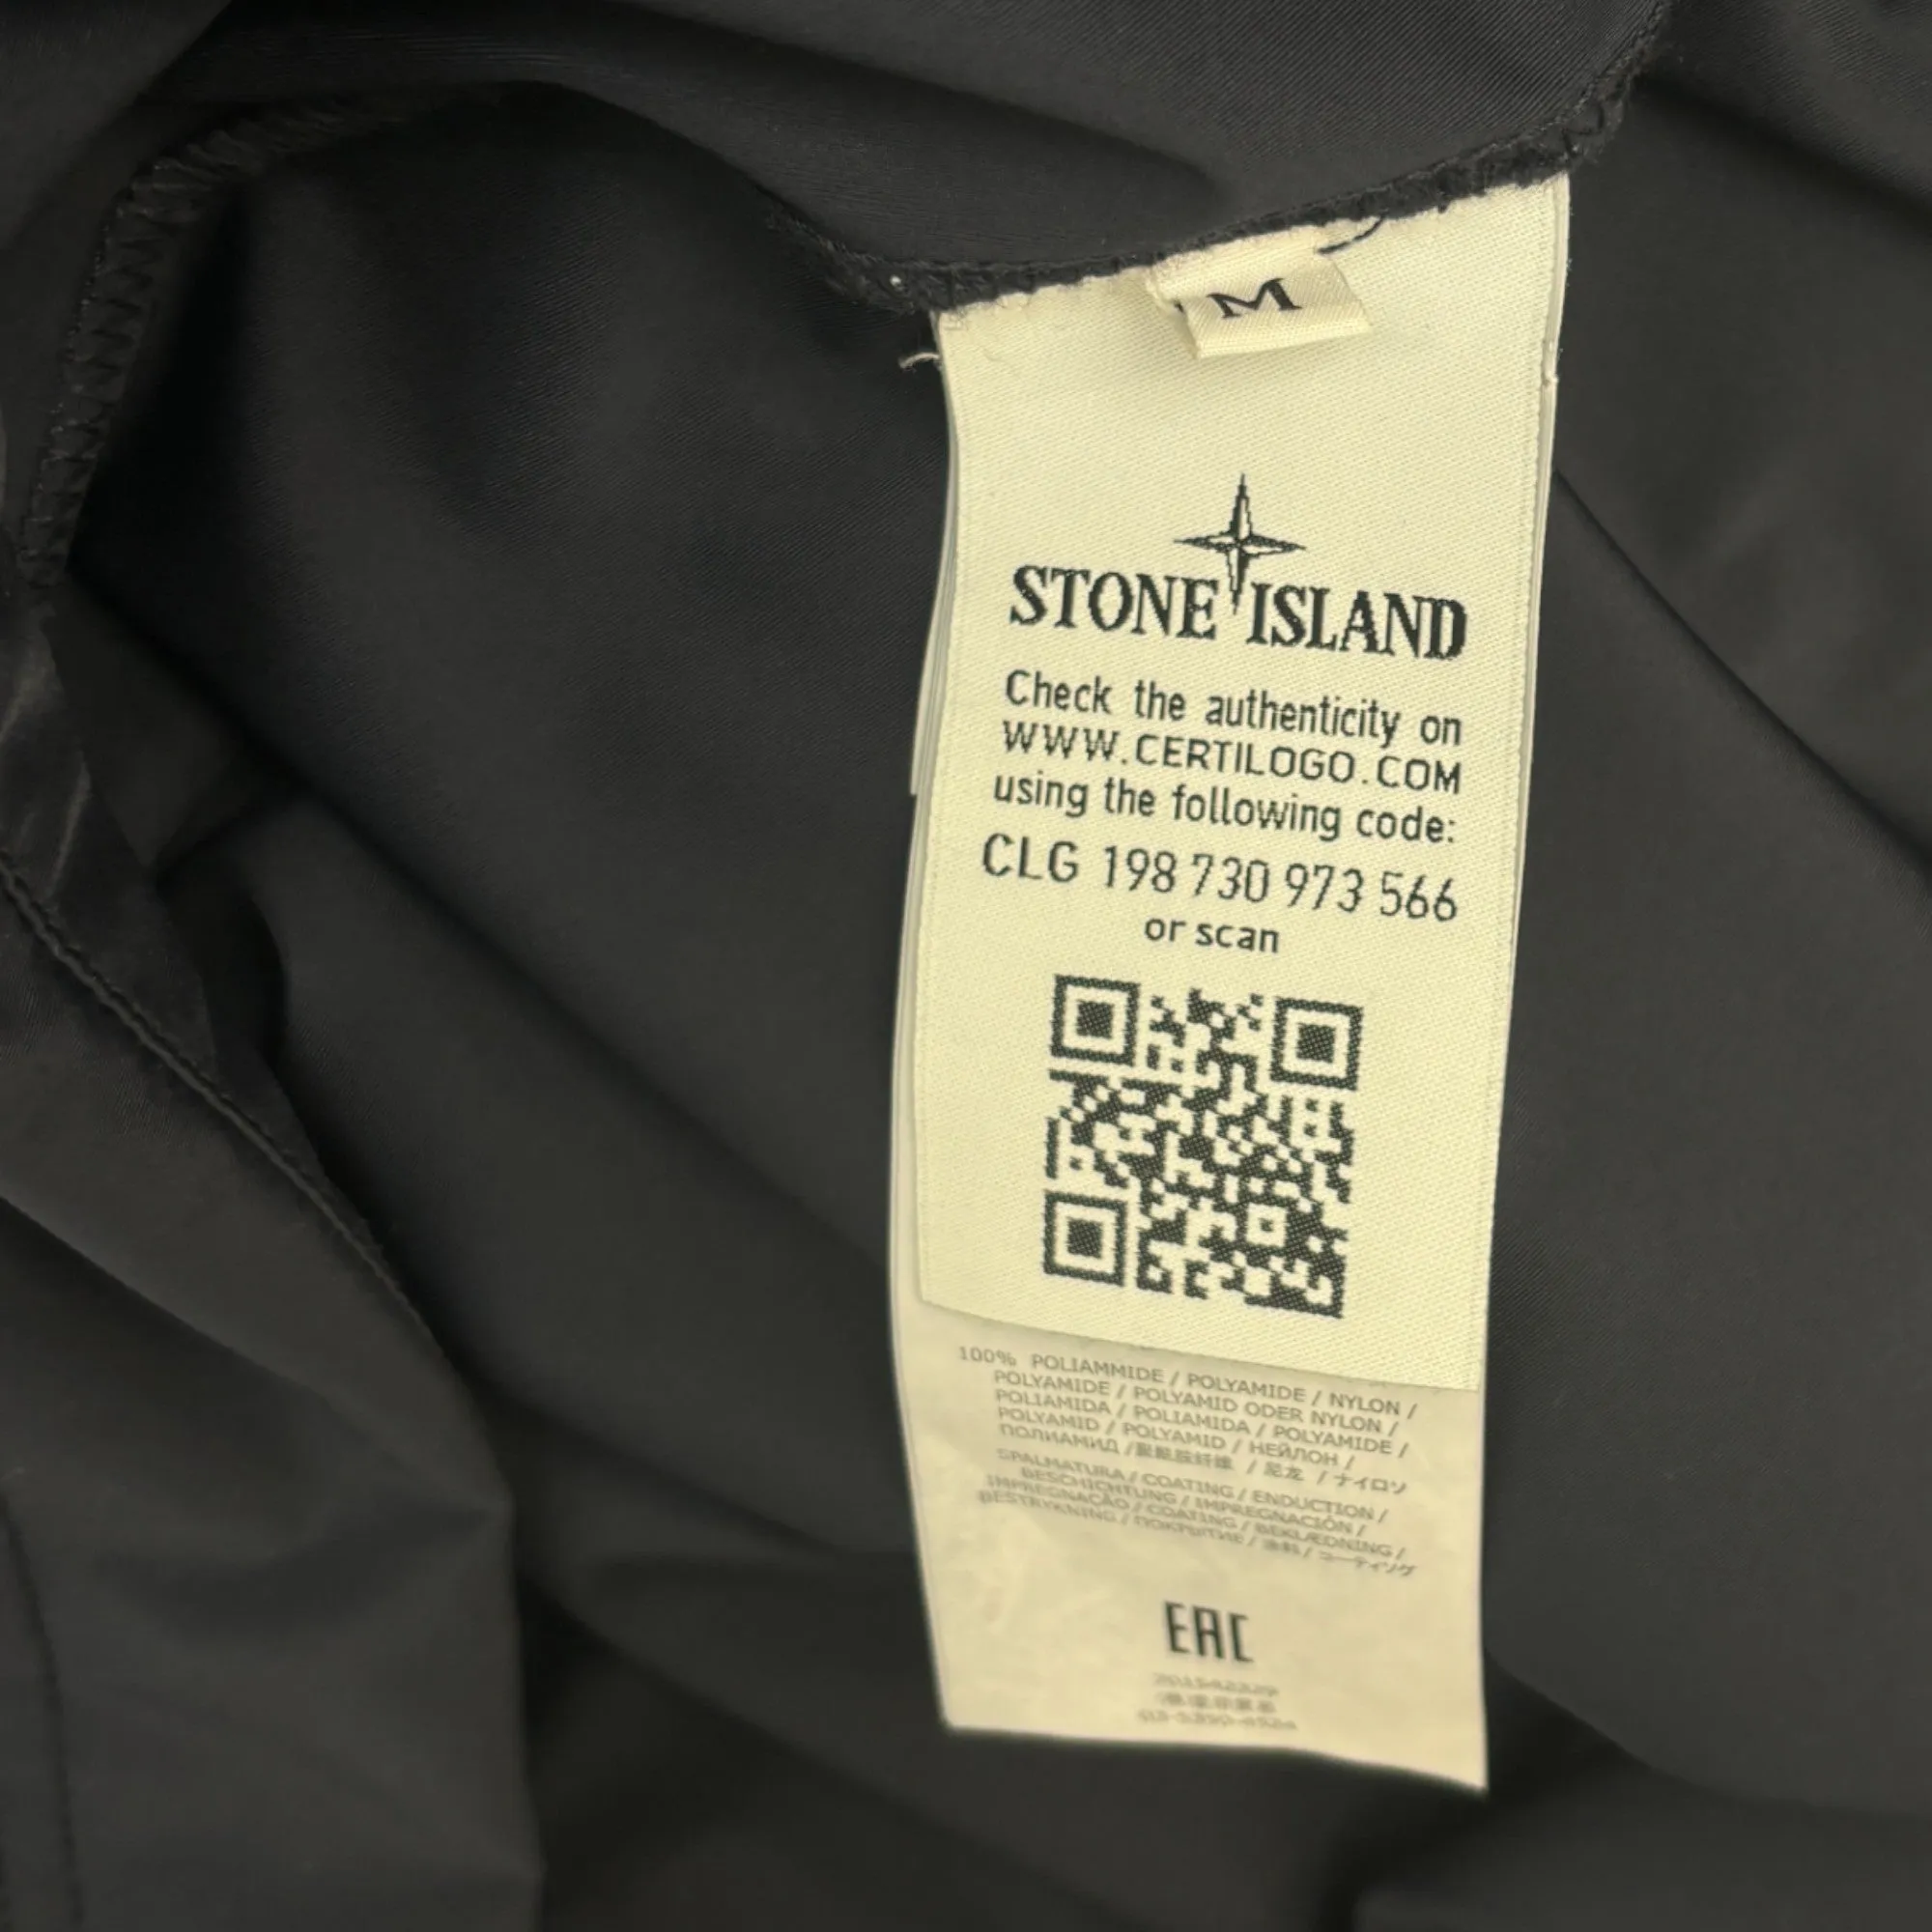 M
STONE ISLAND
Check the authenticity on
WWW.CERTILOGO.COM
using the following code:
CLG 198 730 973 566
or scan
100% POLIAMMIDE / POLYAMIDE / NYLON /
POLYAMIDE / POLYAMID ODER NYLON /
POLIAMIDA / POLIAMIDA / POLYAMIDE /
POLYAMID / POLYAMID / НЕЙЛОН /
ПОЛИАМИД /聚酰胺纤维 / 尼龙 / ナイロン
SPALMATURA / COATING / ENDUCTION /
BESCHICHTUNG / IMPREGNACIÓN /
IMPREGNAÇÃO / COATING / BEKLÆDNING /
BESTRYKNING / ПОКРЫТИЕ / 涂料 / コーティング
EAC